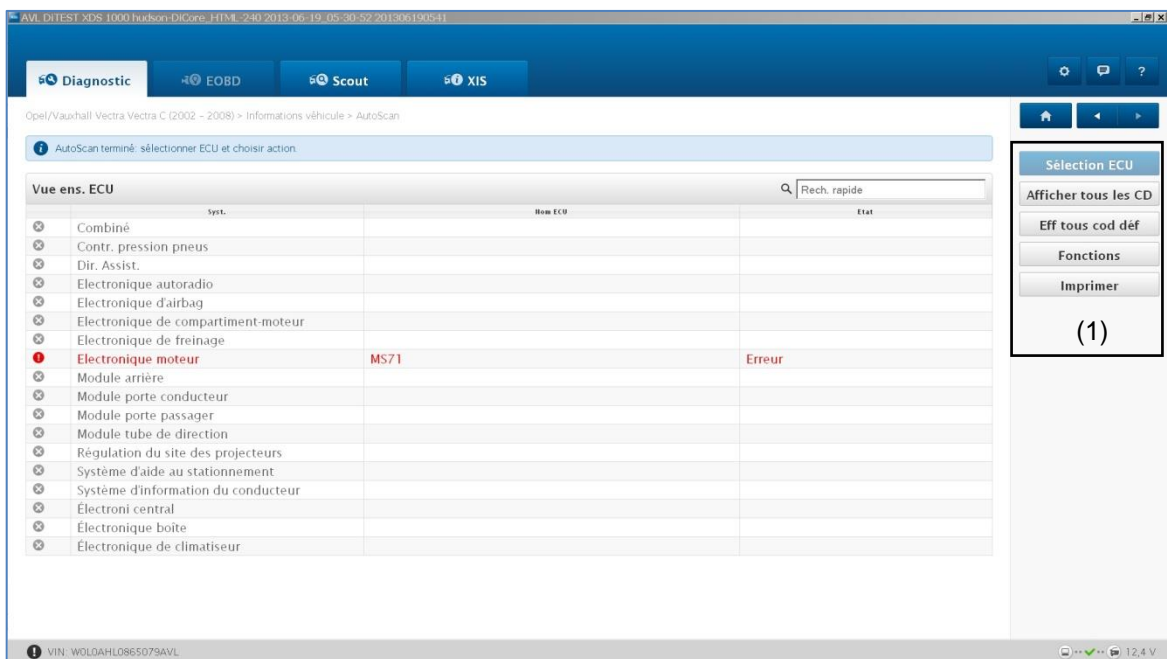 AVL DiTEST XDS 1000 hudson-DiCore_HTML-240 2013-06-19_05-30-52 201306190541
Diagnostic EOBD Scout XIS
?
Opel/Vauxhall Vectra Vectra C (2002 - 2008) > Informations véhicule > AutoScan
AutoScan terminé: sélectionner ECU et choisir action.
Vue ens. ECU
Rech. rapide
Syst. Nom ECU Etat
Combiné
Contr. pression pneus
Dir. Assist.
Electronique autoradio
Electronique d'airbag
Electronique de compartiment-moteur
Electronique de freinage
Electronique moteur MS71 Erreur
Module arrière
Module porte conducteur
Module porte passager
Module tube de direction
Régulation du site des projecteurs
Système d'aide au stationnement
Système d'information du conducteur
Électroni central
Électronique boîte
Électronique de climatiseur
Sélection ECU
Afficher tous les CD
Eff tous cod déf
Fonctions
Imprimer
(1)
VIN: W0L0AHL0865079AVL
12,4 V